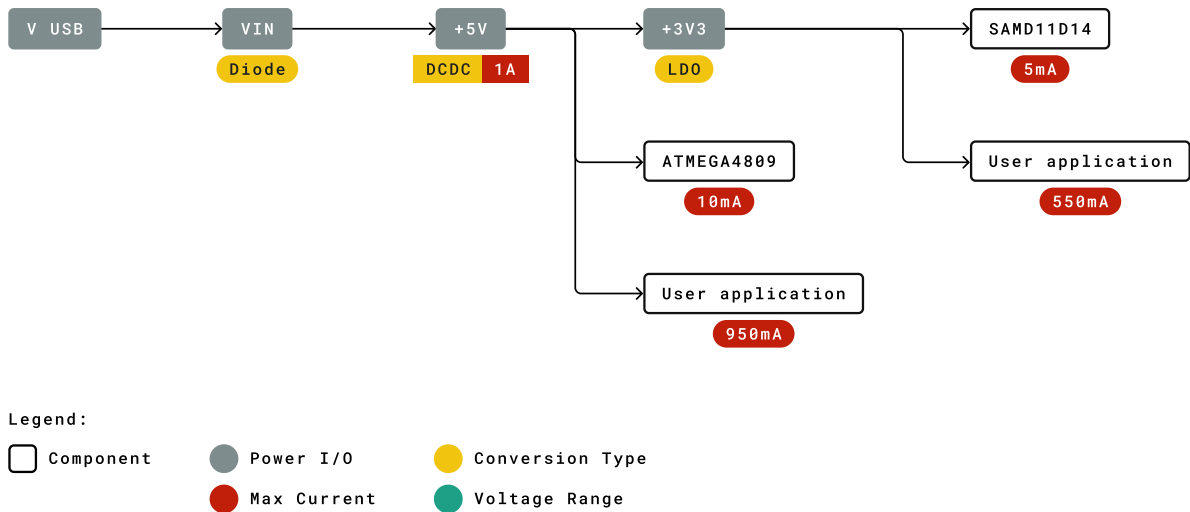 V USB
VIN
+5V
+3V3
SAMD11D14
Diode
DCDC
1A
LDO
5mA
ATMEGA4809
User application
10mA
550mA
User application
950mA
Legend:
Component
Power I/O
Conversion Type
Max Current
Voltage Range